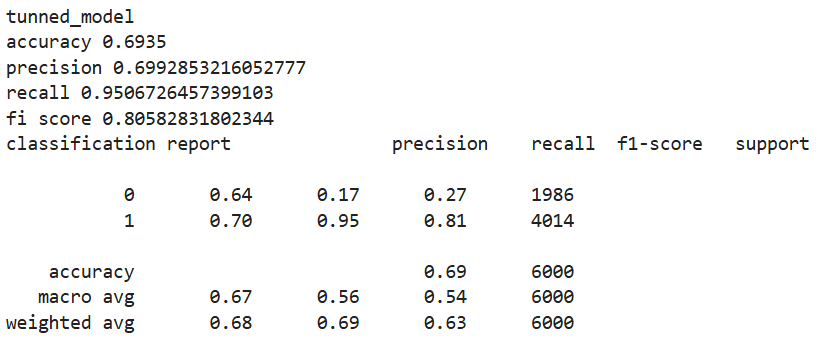 tunned_model
accuracy 0.6935
precision 0.6992853216052777
recall 0.9506726457399103
fi score 0.80582831802344
classification report precision recall f1-score support
0 0.64 0.17 0.27 1986
1 0.70 0.95 0.81 4014
accuracy 0.69 6000
macro avg 0.67 0.56 0.54 6000
weighted avg 0.68 0.69 0.63 6000